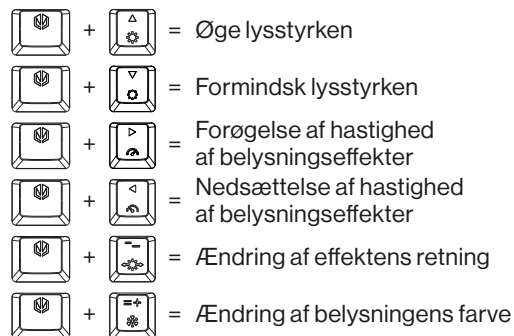 + = Øge lysstyrken
+ = Formindsk lysstyrken
+ = Forøgelse af hastighed
af belysningseffekter
+ = Nedsættelse af hastighed
af belysningseffekter
+ = Ændring af effektens retning
+ = Ændring af belysningens farve